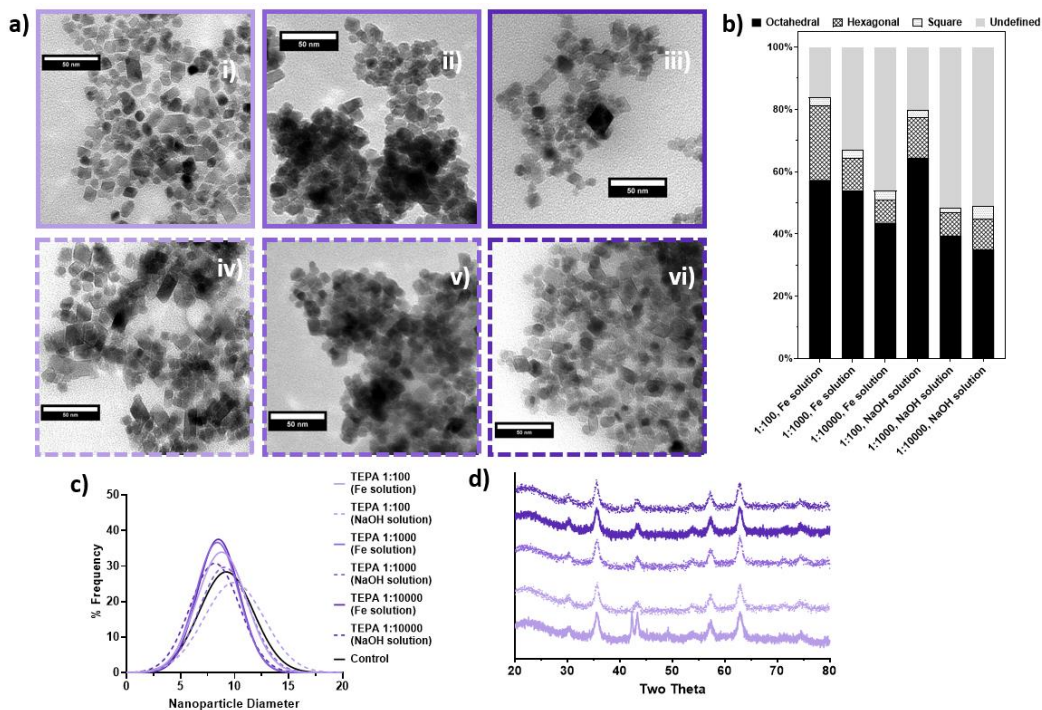 a)
50 nm
i)
50 nm
ii)
50 nm
iii)
50 nm
iv)
50 nm
v)
50 nm
vi)
b)
Octahedral Hexagonal Square Undefined
100%
80%
60%
40%
20%
0%
1:100, Fe solution
1:1000, Fe solution
1:10000, Fe solution
1:100, NaOH solution
1:1000, NaOH solution
1:10000, NaOH solution
c)
50
40
30
20
10
0
% Frequency
0 5 10 15 20
Nanoparticle Diameter
TEPA 1:100
(Fe solution)
TEPA 1:100
(NaOH solution)
TEPA 1:1000
(Fe solution)
TEPA 1:1000
(NaOH solution)
TEPA 1:10000
(Fe solution)
TEPA 1:10000
(NaOH solution)
Control
d)
20 30 40 50 60 70 80
Two Theta